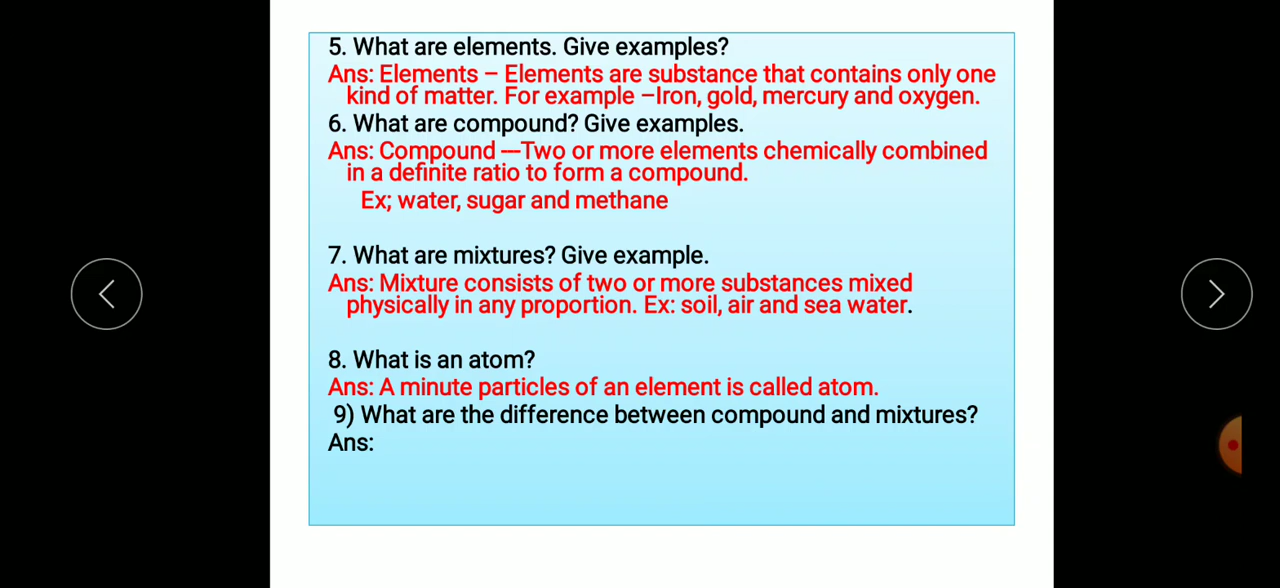 5. What are elements. Give examples?
Ans: Elements – Elements are substance that contains only one
kind of matter. For example –Iron, gold, mercury and oxygen.
6. What are compound? Give examples.
Ans: Compound —Two or more elements chemically combined
in a definite ratio to form a compound.
Ex; water, sugar and methane
7. What are mixtures? Give example.
Ans: Mixture consists of two or more substances mixed
physically in any proportion. Ex: soil, air and sea water.
8. What is an atom?
Ans: A minute particles of an element is called atom.
9) What are the difference between compound and mixtures?
Ans: